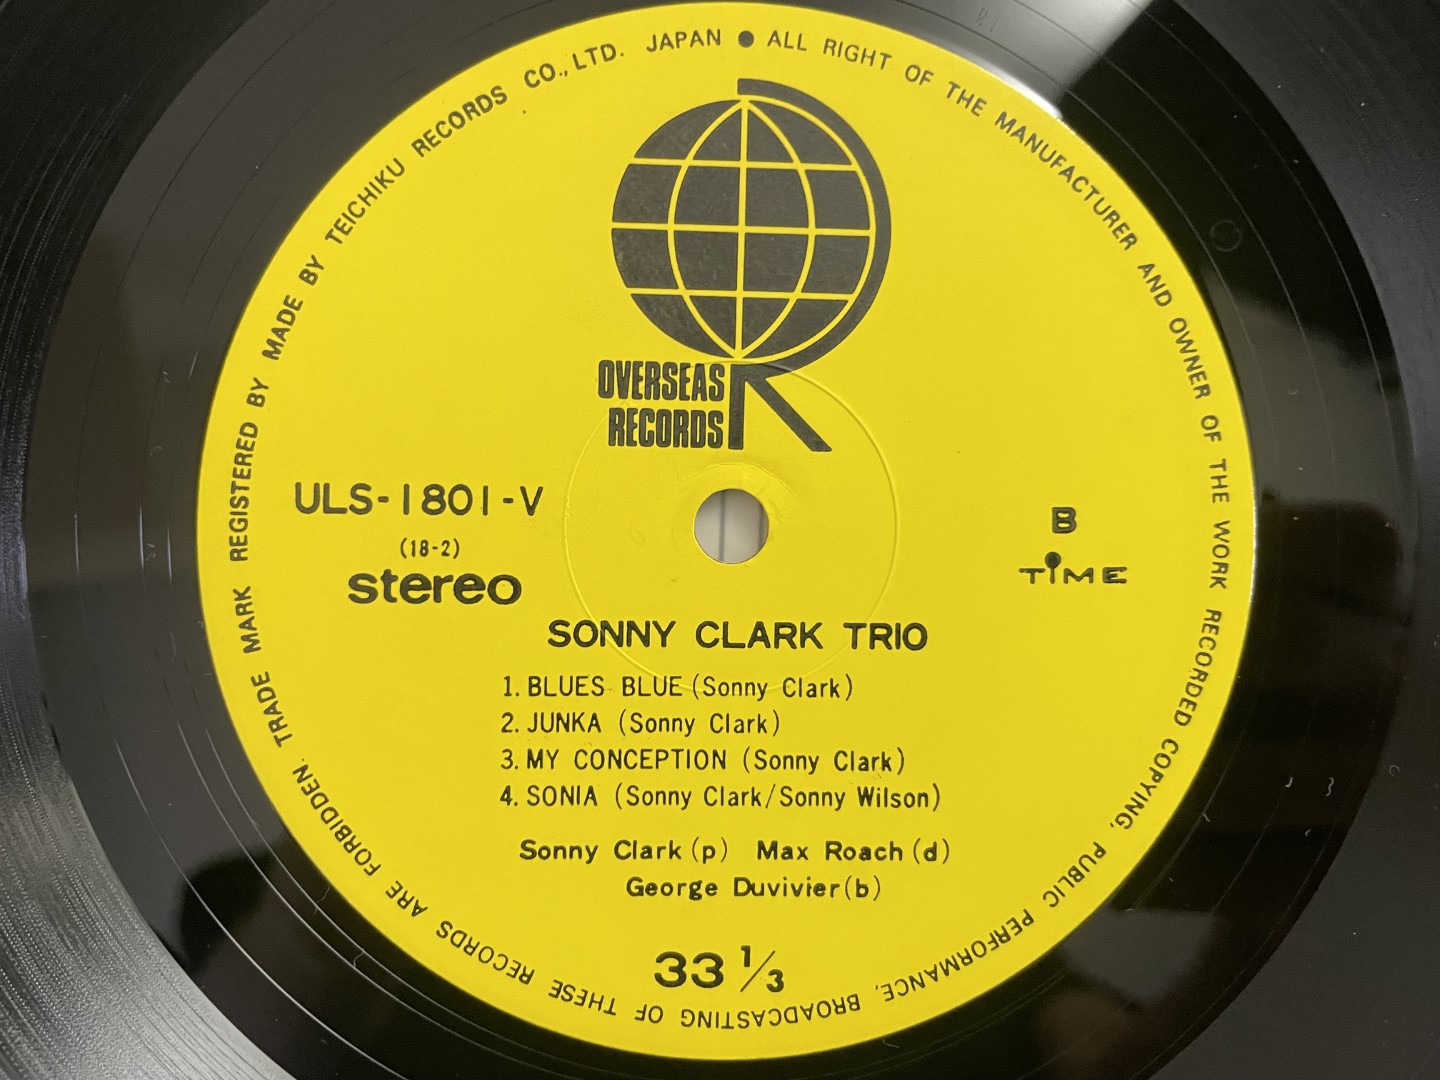 TRADE MARK REGISTERED BY MADE BY TEICHIKU RECORDS CO., LTD. JAPAN ● ALL RIGHT OF THE MANUFACTURER AND OWNER OF THE WORK RECORDED COPYING, PUBLIC PERFORMANCE, BROADCASTING OF THESE RECORDS ARE FORBIDDEN.
OVERSEAS
RECORDS
ULS-1801-V
(18-2)
stereo
B
TIME
SONNY CLARK TRIO
1. BLUES BLUE (Sonny Clark)
2. JUNKA (Sonny Clark)
3. MY CONCEPTION (Sonny Clark)
4. SONIA (Sonny Clark/Sonny Wilson)
Sonny Clark (p) Max Roach (d)
George Duvivier (b)
33 1/3